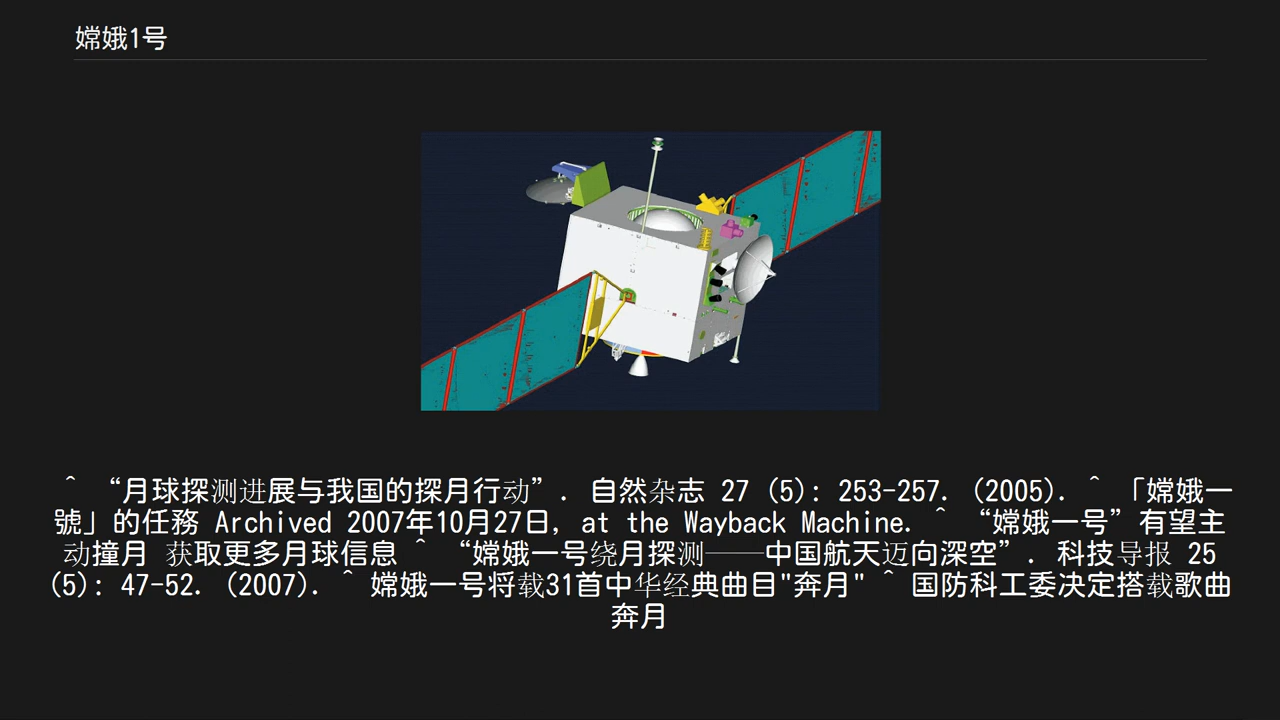 嫦娥1号
^ “月球探测进展与我国的探月行动”. 自然杂志 27 (5): 253-257. (2005). ^ 「嫦娥一
號」的任務 Archived 2007年10月27日, at the Wayback Machine. ^ “嫦娥一号”有望主
动撞月 获取更多月球信息 ^ “嫦娥一号绕月探测——中国航天迈向深空”. 科技导报 25
(5): 47-52. (2007). ^ 嫦娥一号将载31首中华经典曲目"奔月" ^ 国防科工委决定搭载歌曲
奔月